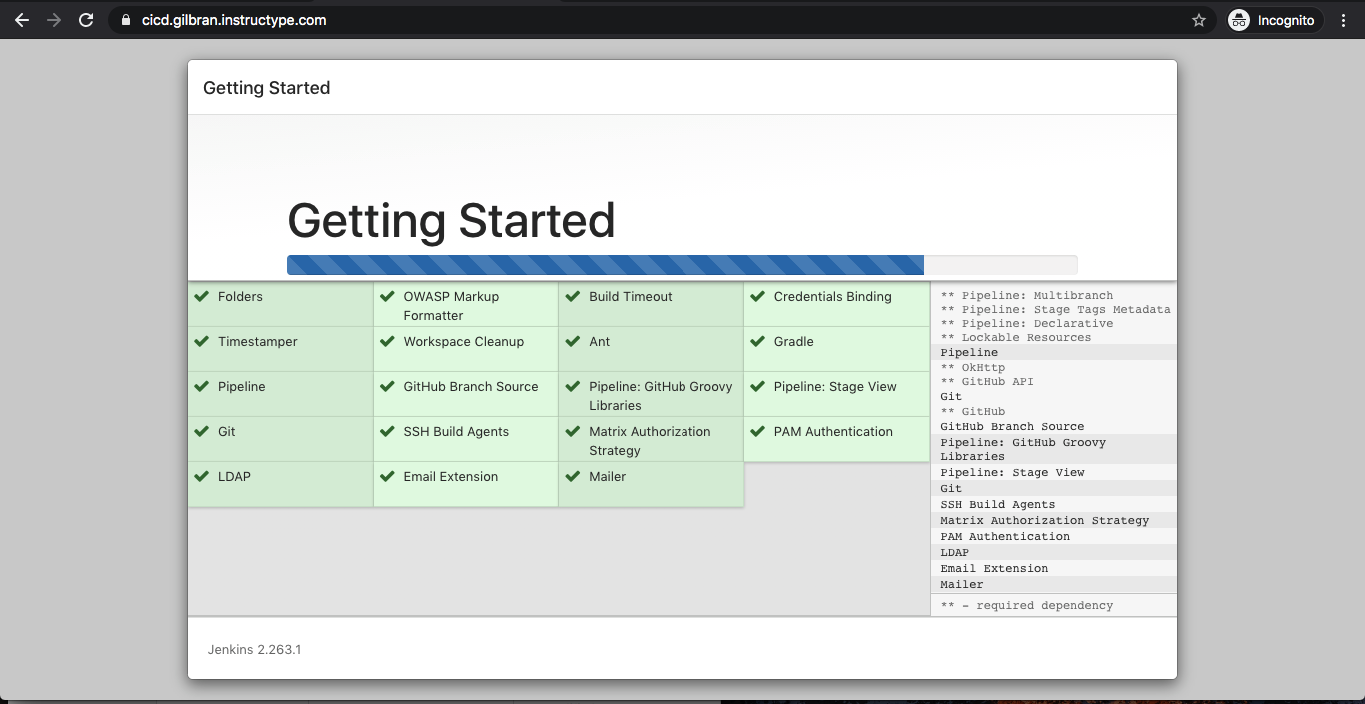 cicd.gilbran.instructype.com
Incognito
Getting Started
Getting Started
Folders
OWASP Markup
Formatter
Build Timeout
Credentials Binding
Timestamper
Workspace Cleanup
Ant
Gradle
Pipeline
GitHub Branch Source
Pipeline: GitHub Groovy
Libraries
Pipeline: Stage View
Git
SSH Build Agents
Matrix Authorization
Strategy
PAM Authentication
LDAP
Email Extension
Mailer
** Pipeline: Multibranch
** Pipeline: Stage Tags Metadata
** Pipeline: Declarative
** Lockable Resources
Pipeline
** OkHttp
** GitHub API
Git
** GitHub
GitHub Branch Source
Pipeline: GitHub Groovy
Libraries
Pipeline: Stage View
Git
SSH Build Agents
Matrix Authorization Strategy
PAM Authentication
LDAP
Email Extension
Mailer
** - required dependency
Jenkins 2.263.1